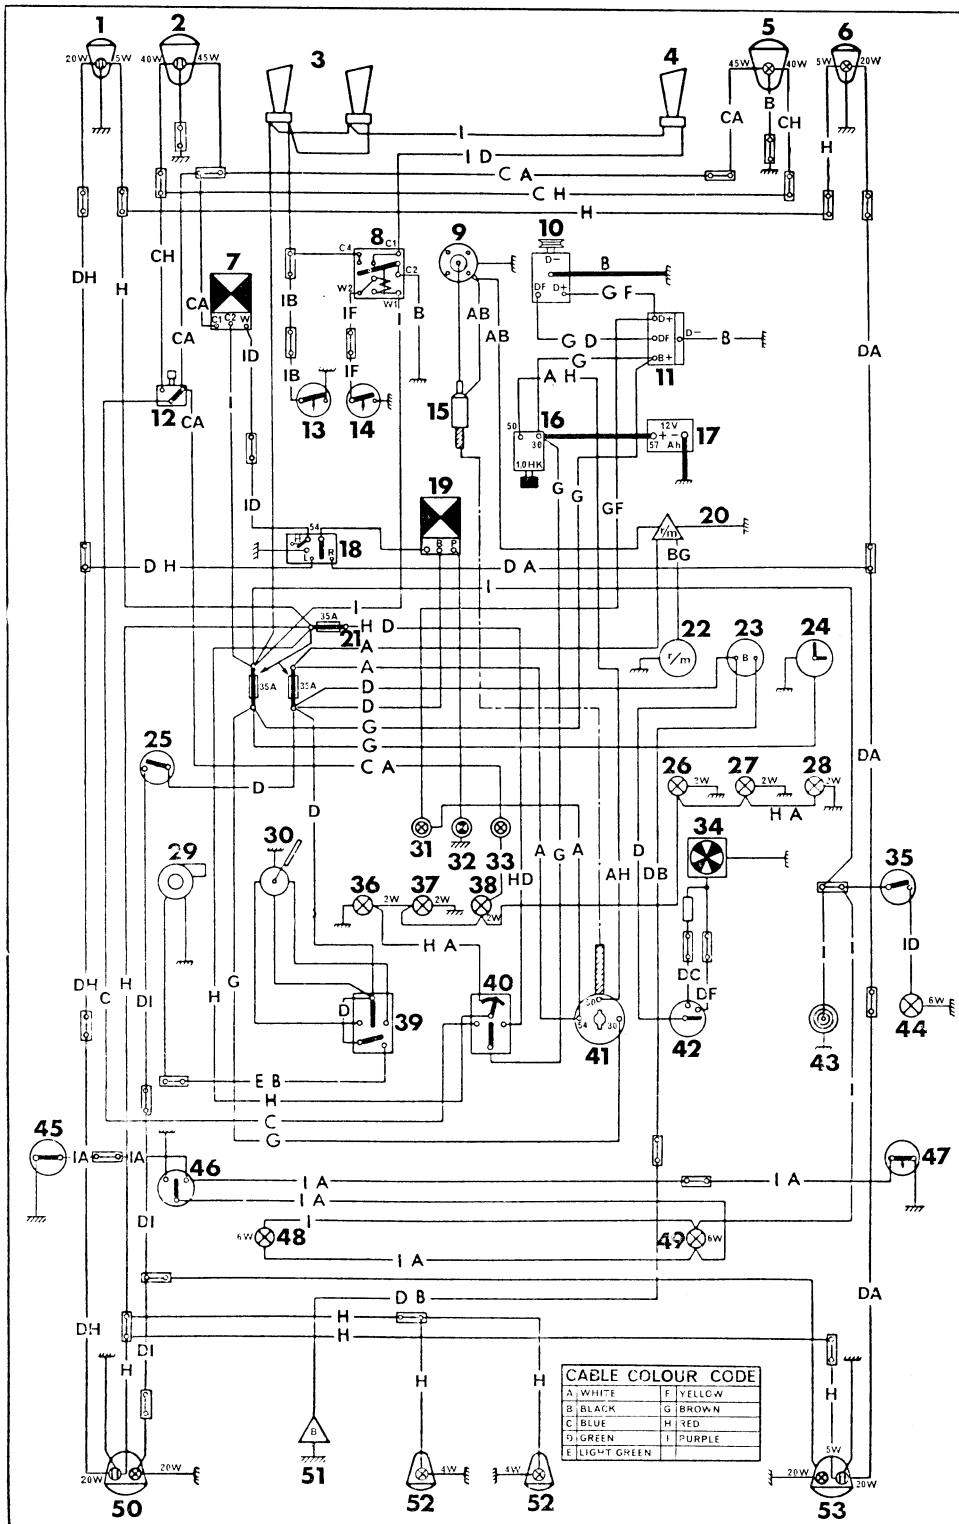 1 2 3 4 5 6
20W 5W 40W 45W 45W 40W 5W 20W
CA B CH H
I
I D
C A
C H
H
DH H CH CA 7 C1 C2 W
IB IB 13
8 C4 C1 C2 W2 W1 B
IF IF 14
9 AB AB
10 D- DF D+ B
G F
G D
G
A H
D+ DF B+ D- B
11
DA
12 CA
I ID ID
15
16 50 30 1,0HK
12V + - 57 Ah 17
G G GF
19 B P
20 r/m BG
54 H L R 18
D H D A
I I
35A 21 H D
A
A
35A 35A
D
D
G
G
C A
22 r/m 23 B 24
25 D D
26 2W 27 2W 28 2W
H A
DA
29 30
31 32 33
A G A AH D DB
HD
34 35
36 2W 37 2W 38 2W
H A
DH C H DI H G
D 39
40
50 54 30 41
DC DF 42
43
ID 44 6W
E B
H
C
G
45 IA IA 46
I A I A 47
I A
DI
I
6W 48 49 6W
I A
D B
DA
H
H
DH DI H H H H
CABLE COLOUR CODE
A WHITE F YELLOW
B BLACK G BROWN
C BLUE H RED
D GREEN I PURPLE
E LIGHT GREEN
B 51
20W 20W 50
4W 52
4W 52
5W 20W 20W 53